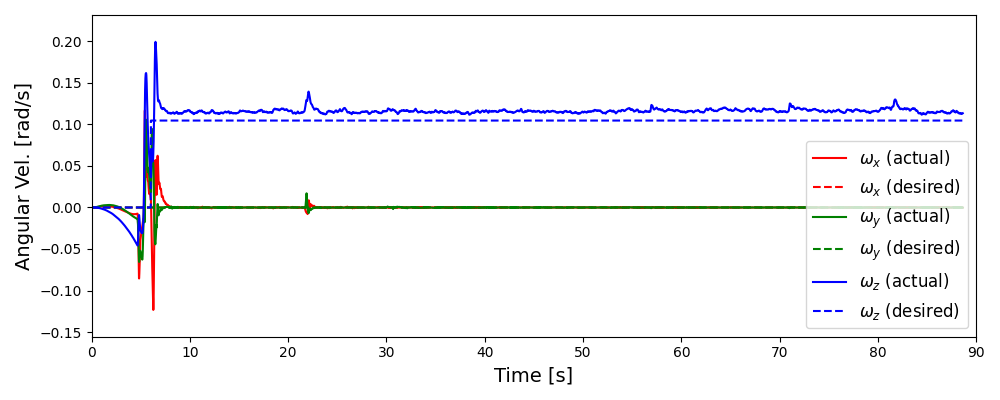 Angular Vel. [rad/s]
0.20
0.15
0.10
0.05
0.00
−0.05
−0.10
−0.15
0 10 20 30 40 50 60 70 80 90
Time [s]
ωx (actual)
ωx (desired)
ωy (actual)
ωy (desired)
ωz (actual)
ωz (desired)